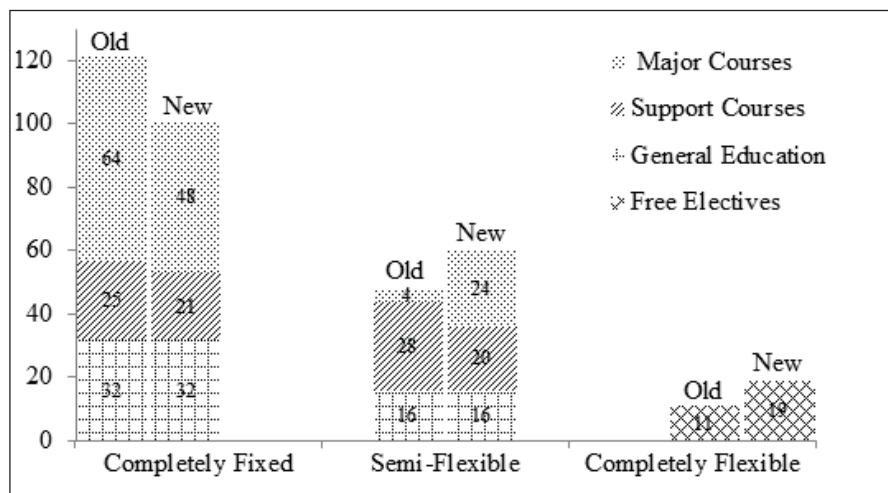 Old
New
Major Courses
Support Courses
General Education
Free Electives
120
100
80
60
40
20
0
64
25
32
48
21
32
Old
4
28
16
New
24
20
16
Old
11
New
19
Completely Fixed
Semi-Flexible
Completely Flexible